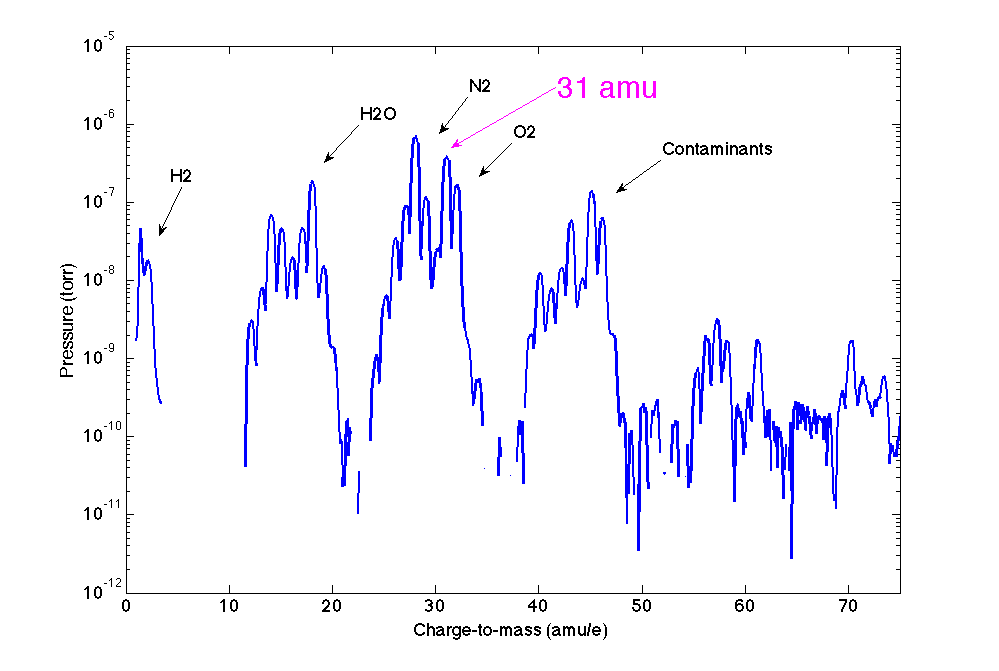 10-5
N2
31 amu
10-6
H2O
O2
Contaminants
H2
10-7
10-8
Pressure (torr)
10-9
10-10
10-11
10-12
0 10 20 30 40 50 60 70
Charge-to-mass (amu/e)